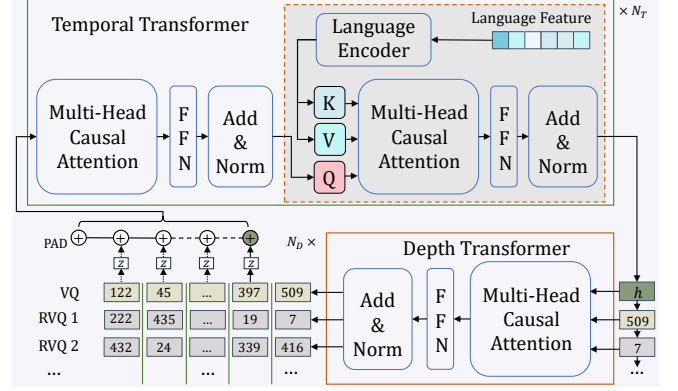 Temporal Transformer
Language Feature
× N_T
Language
Encoder
Multi-Head
Causal
Attention
F
F
N
Add
&
Norm
K
V
Q
Multi-Head
Causal
Attention
F
F
N
Add
&
Norm
PAD + + + +
z z z z
N_D ×
Depth Transformer
VQ 122 45 ... 397 509
RVQ 1 222 435 ... 19 7
RVQ 2 432 24 ... 339 416
... ... ...
Add
&
Norm
F
F
N
Multi-Head
Causal
Attention
h
509
7
...